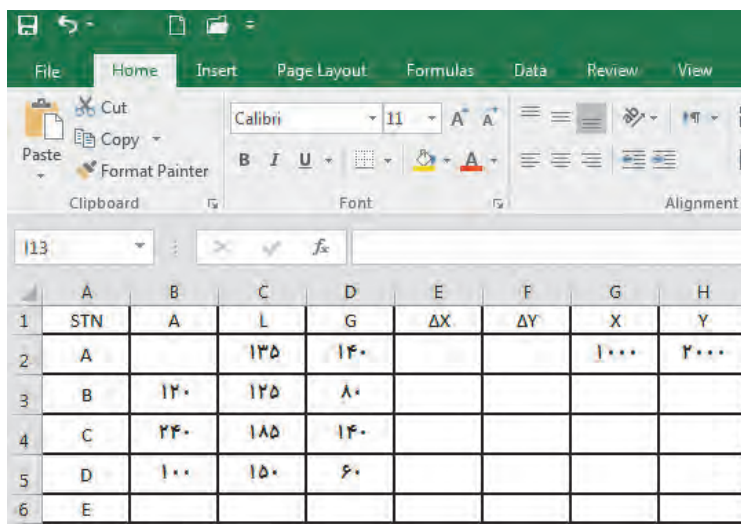 File Home Insert Page Layout Formulas Data Review View
Cut
Calibri 11 A A
Copy
Paste
Format Painter
B I U A
Clipboard Font Alignment
I13 fx
A B C D E F G H
1 STN A L G ΔX ΔY X Y
2 A ۱۳۵ ۱۴۰ ۱۰۰۰ ۲۰۰۰
3 B ۱۲۰ ۱۲۵ ۸۰
4 C ۲۴۰ ۱۸۵ ۱۴۰
5 D ۱۰۰ ۱۵۰ ۶۰
6 E